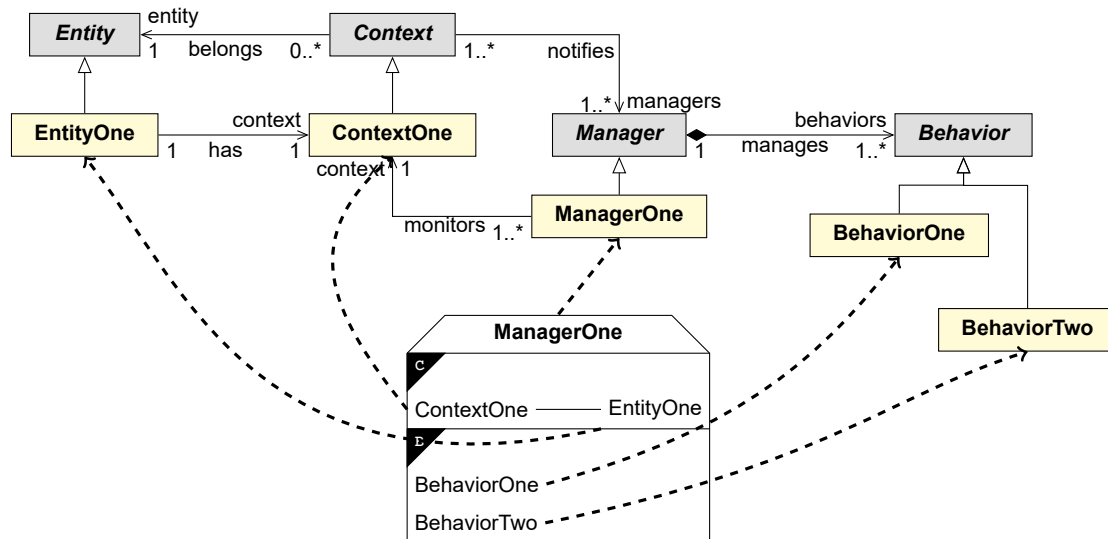 entity
Entity
Context
1
belongs
0..*
1..*
notifies
1..*
managers
EntityOne
context
ContextOne
Manager
behaviors
Behavior
1
has
1
1
manages
1..*
context
1
ManagerOne
monitors
1..*
BehaviorOne
BehaviorTwo
ManagerOne
C
ContextOne
EntityOne
B
BehaviorOne
BehaviorTwo